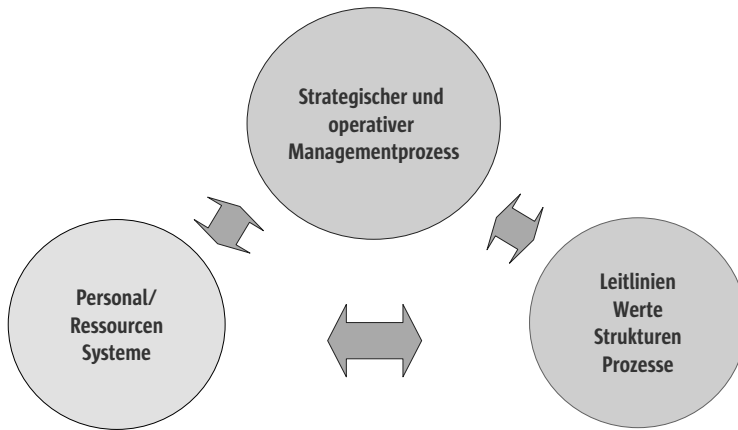 Strategischer und
operativer
Managementprozess
Personal/
Ressourcen
Systeme
Leitlinien
Werte
Strukturen
Prozesse